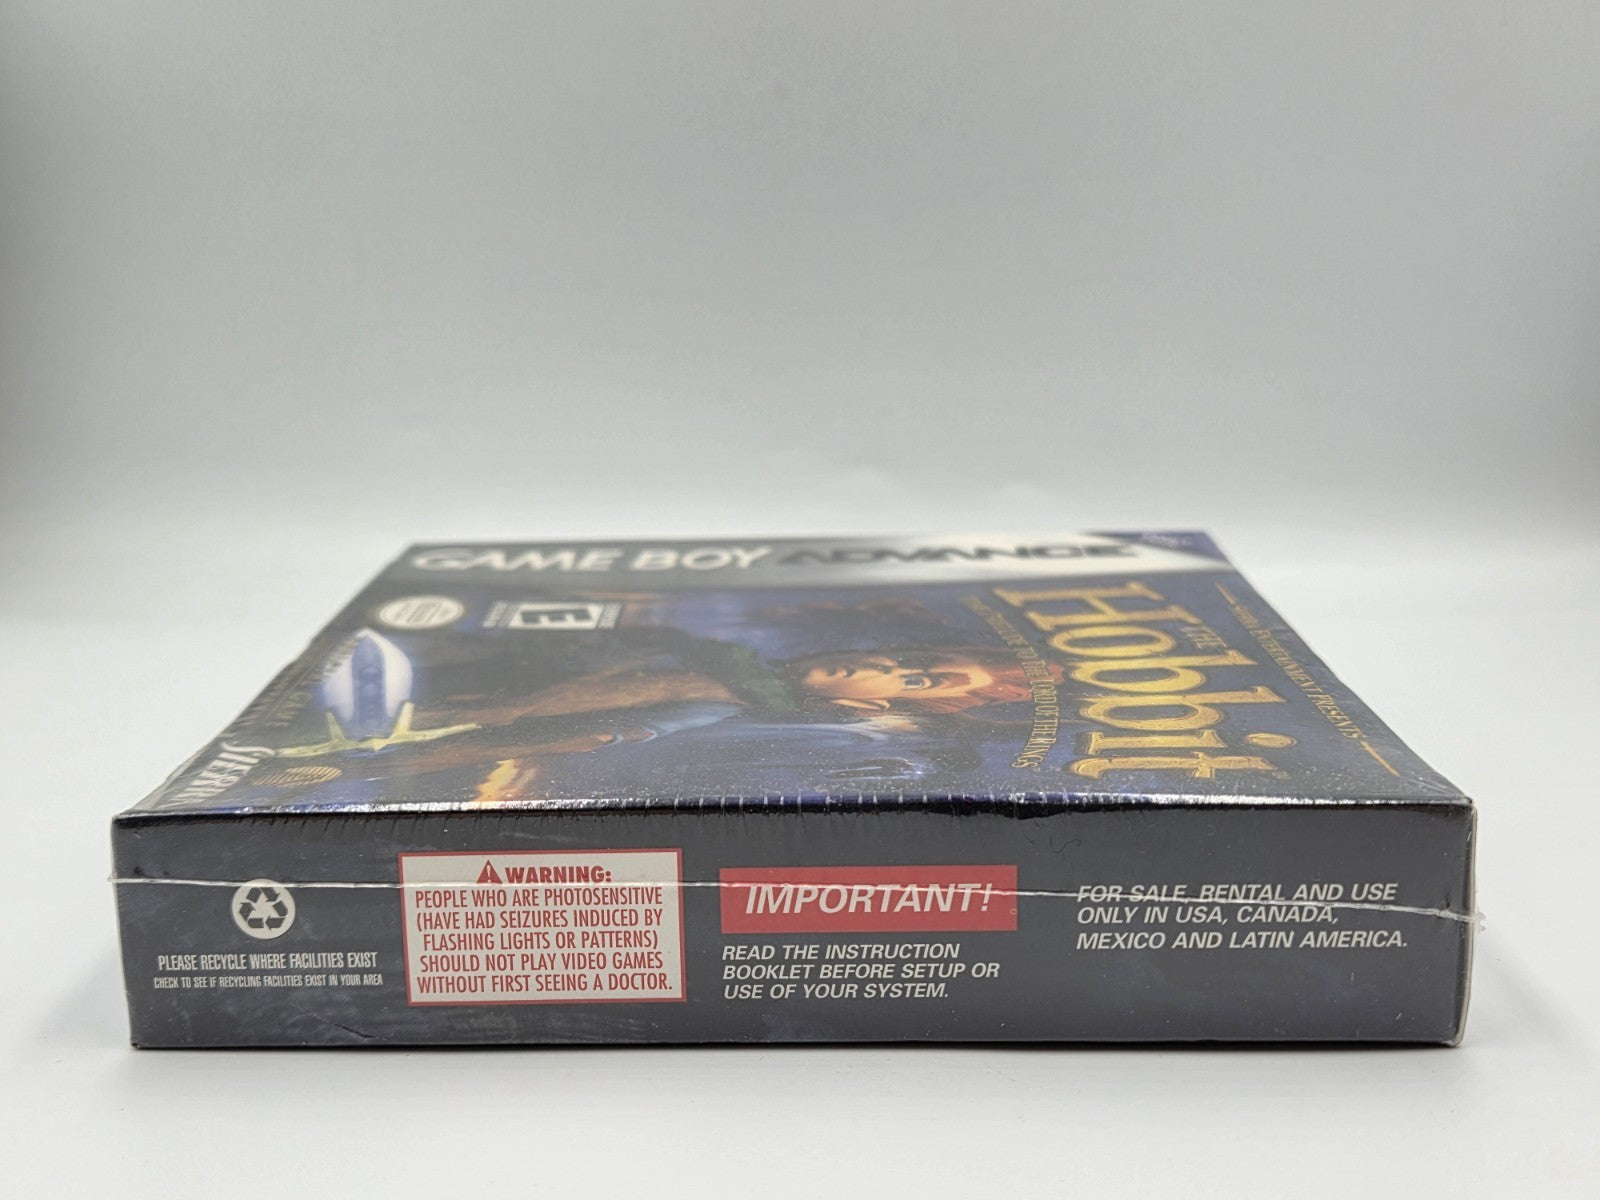 GAME BOY ADVANCE
SIERRA ENTERTAINMENT PRESENTS
THE
Hobbit
THE PRELUDE TO THE LORD OF THE RINGS™
E
SIERRA
PLEASE RECYCLE WHERE FACILITIES EXIST
CHECK TO SEE IF RECYCLING FACILITIES EXIST IN YOUR AREA
WARNING:
PEOPLE WHO ARE PHOTOSENSITIVE
(HAVE HAD SEIZURES INDUCED BY
FLASHING LIGHTS OR PATTERNS)
SHOULD NOT PLAY VIDEO GAMES
WITHOUT FIRST SEEING A DOCTOR.
IMPORTANT!
READ THE INSTRUCTION
BOOKLET BEFORE SETUP OR
USE OF YOUR SYSTEM.
FOR SALE, RENTAL AND USE
ONLY IN USA, CANADA,
MEXICO AND LATIN AMERICA.